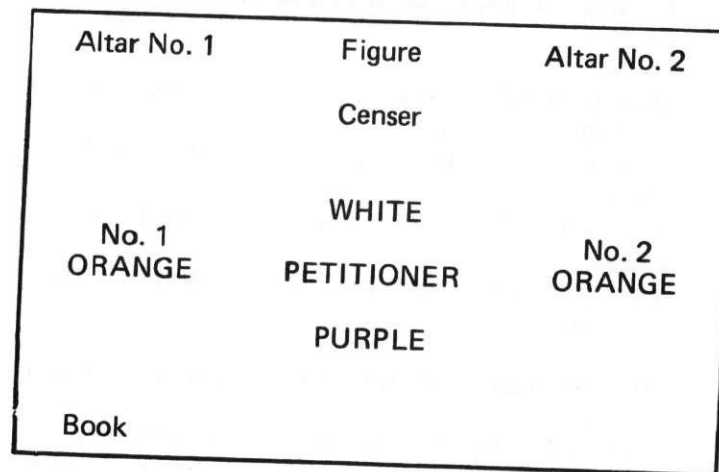 Altar No. 1 Figure Altar No. 2
Censer
WHITE
No. 1 No. 2
ORANGE PETITIONER ORANGE
PURPLE
Book